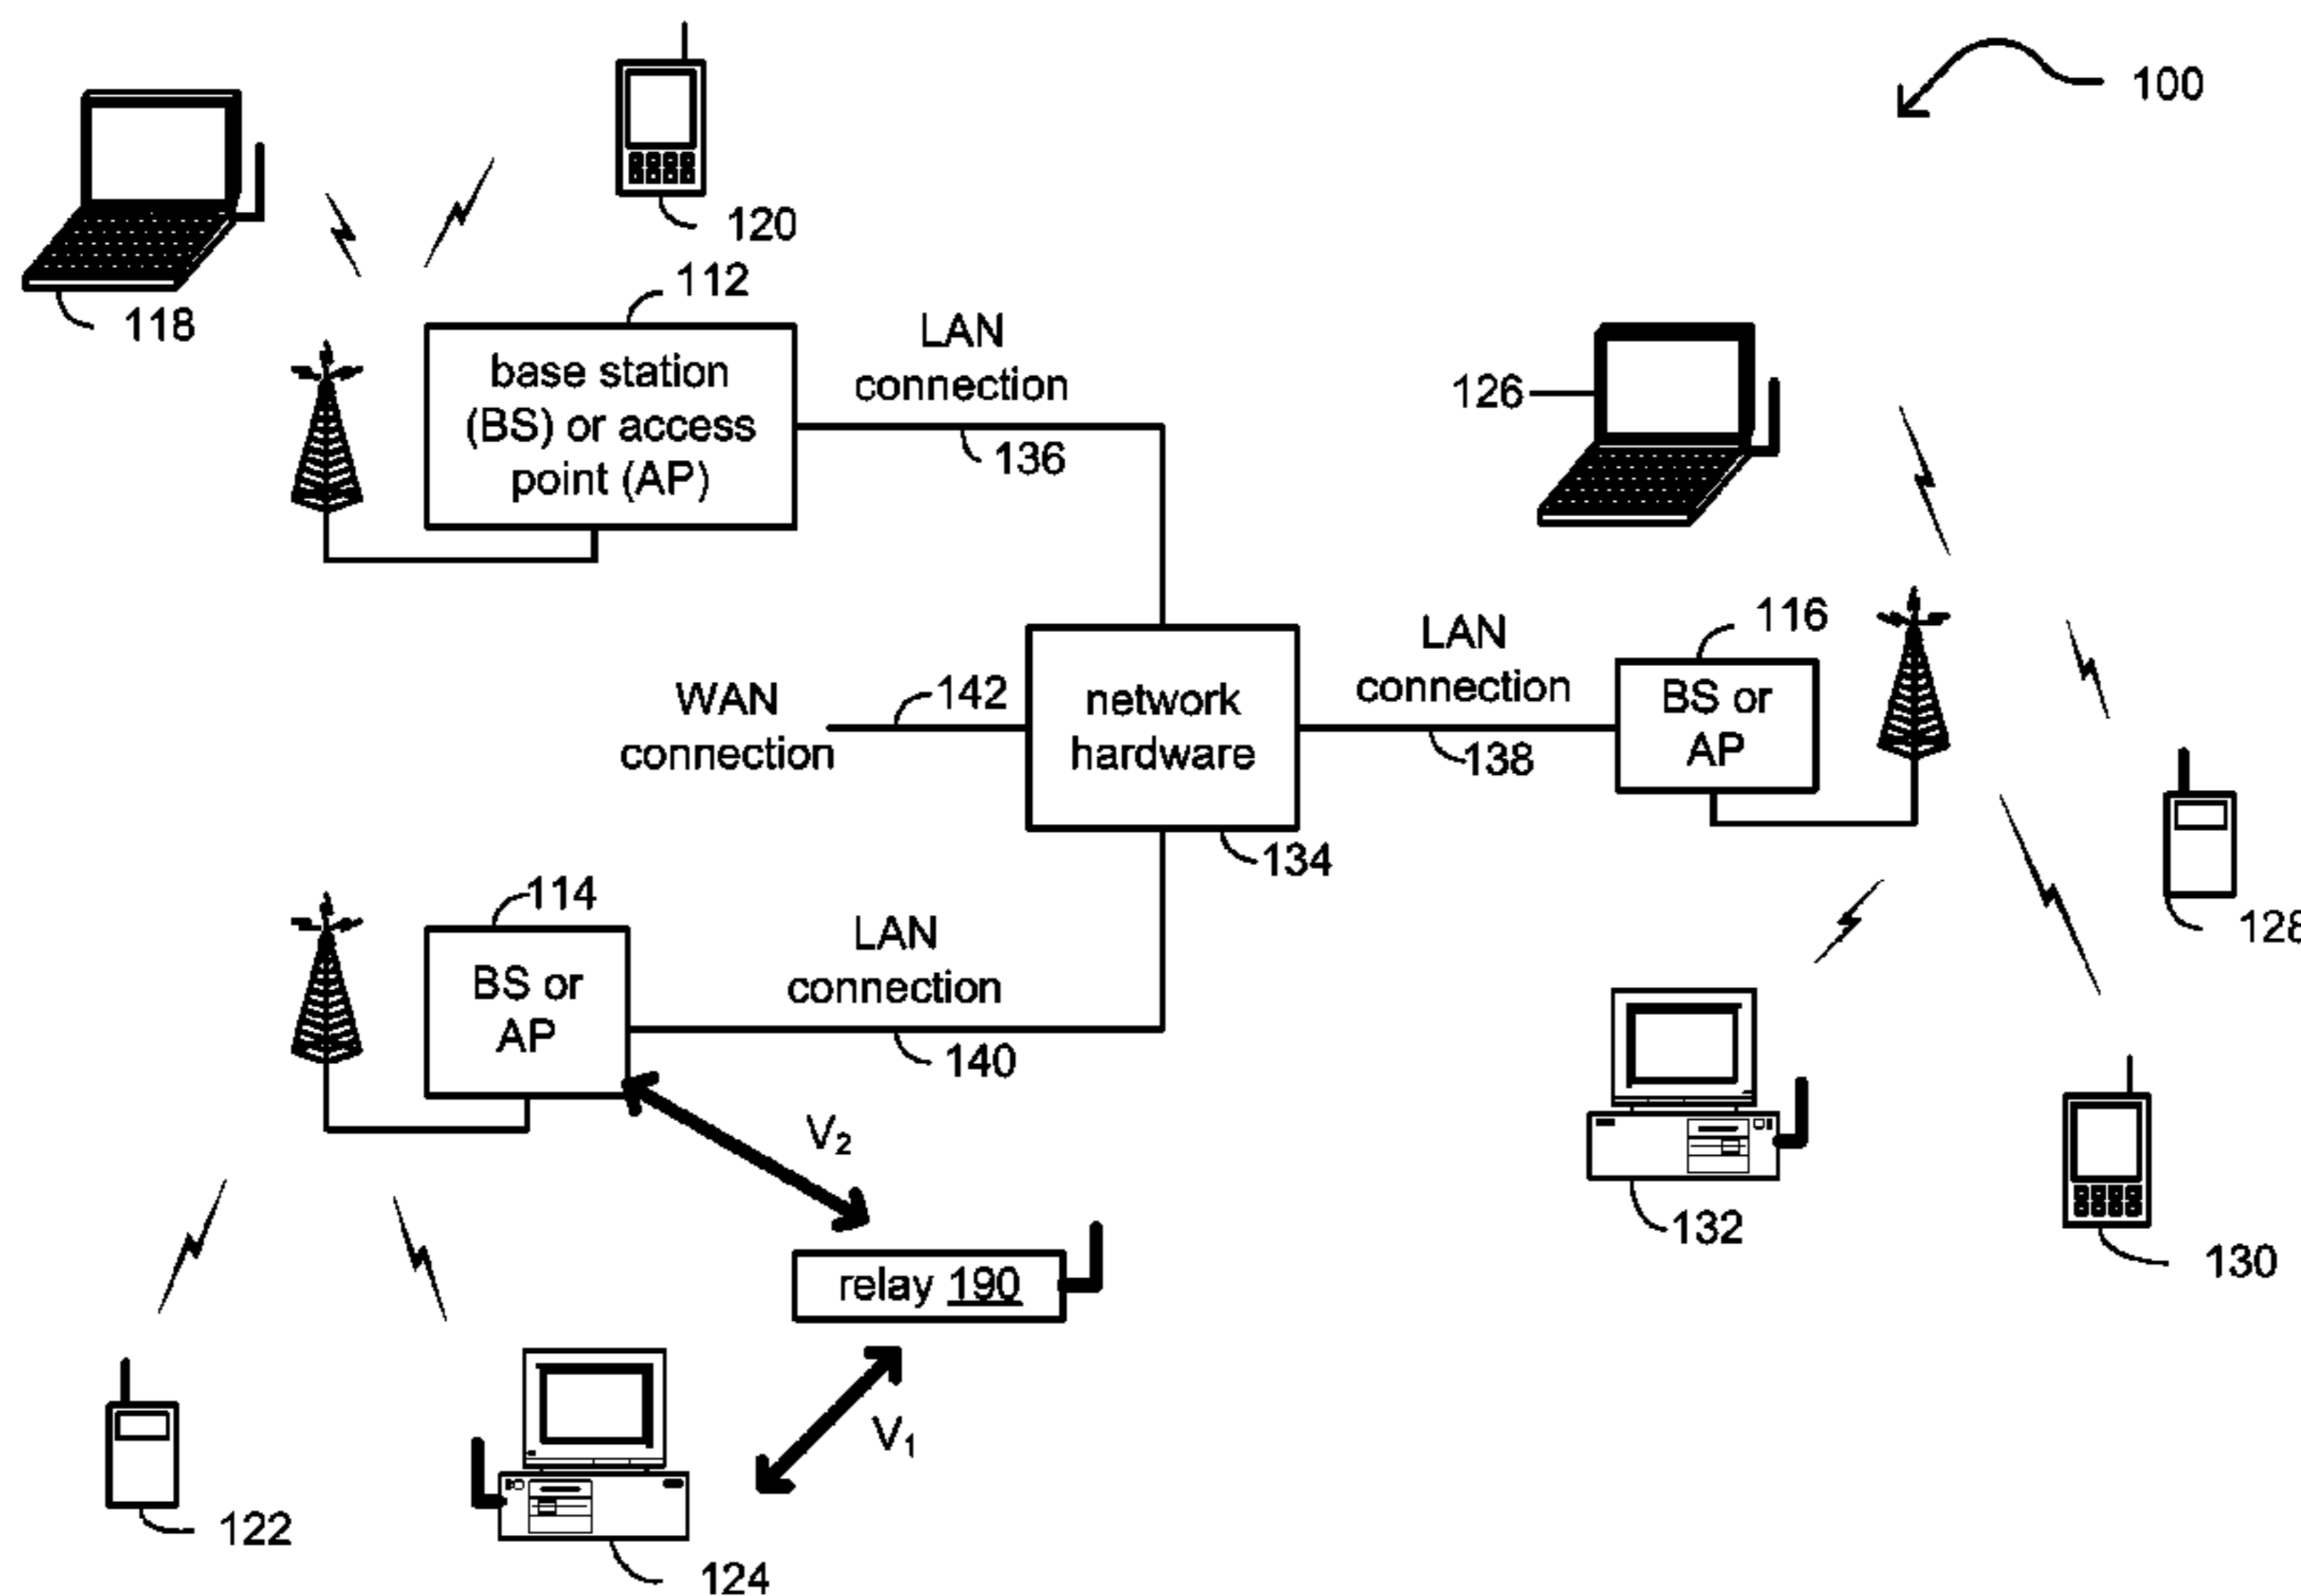 100
120
118
112
base station
(BS) or access
point (AP)
LAN
connection
136
126
116
LAN
connection
138
BS or
AP
WAN
connection
142
network
hardware
134
128
114
BS or
AP
LAN
connection
140
V₂
132
130
relay 190
V₁
122
124